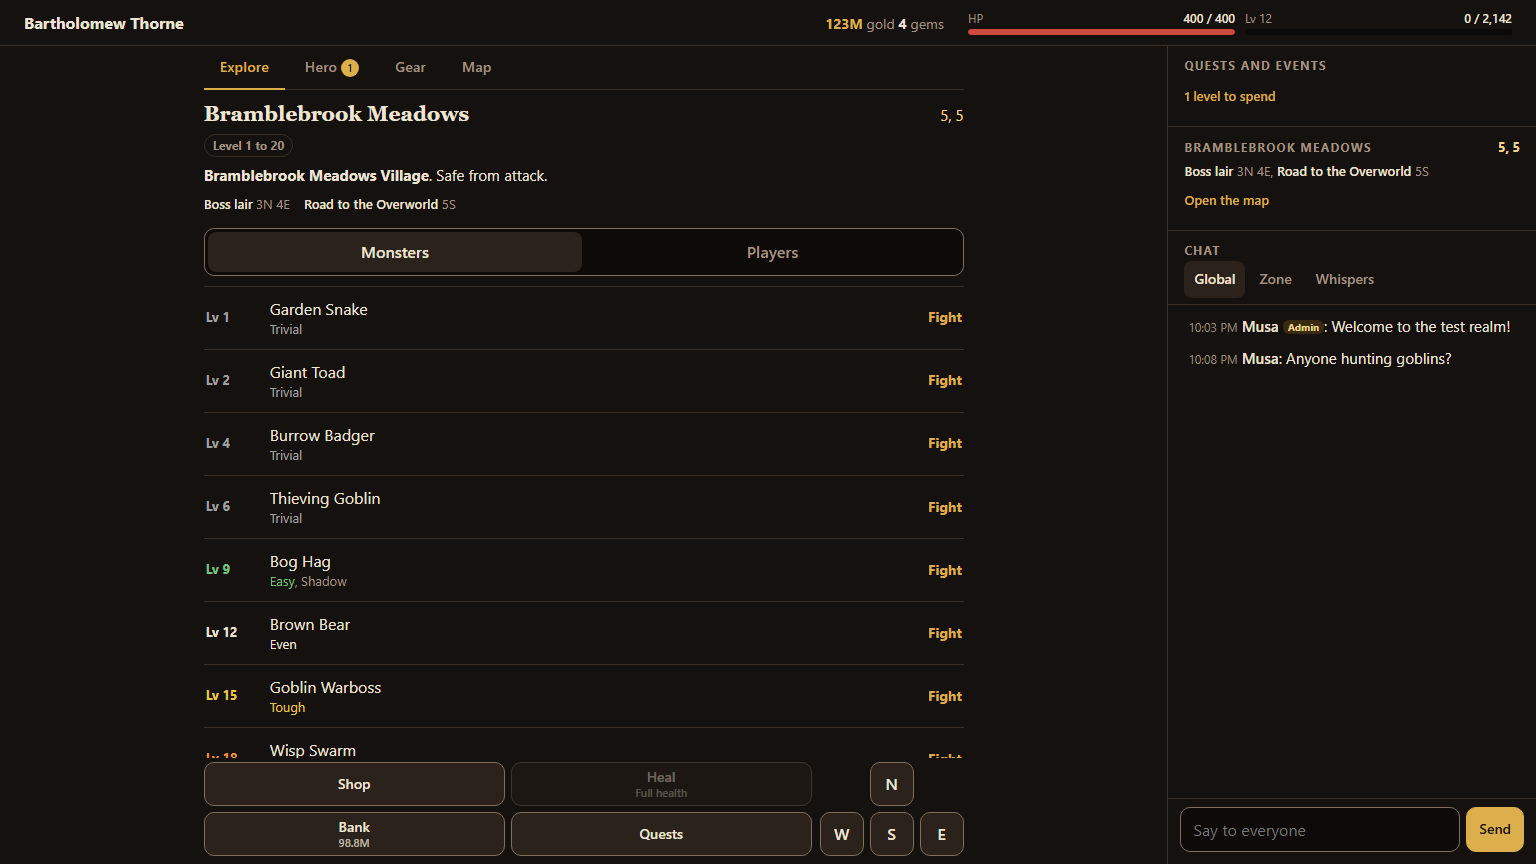 Bartholomew Thorne
123M gold 4 gems
HP 400 / 400
Lv 12 0 / 2,142
Explore
Hero 1
Gear
Map
Bramblebrook Meadows 5, 5
Level 1 to 20
Bramblebrook Meadows Village. Safe from attack.
Boss lair 3N 4E Road to the Overworld 5S
Monsters
Players
Lv 1 Garden Snake Fight
Trivial
Lv 2 Giant Toad Fight
Trivial
Lv 4 Burrow Badger Fight
Trivial
Lv 6 Thieving Goblin Fight
Trivial
Lv 9 Bog Hag Fight
Easy, Shadow
Lv 12 Brown Bear Fight
Even
Lv 15 Goblin Warboss Fight
Tough
Lv 18 Wisp Swarm Fight
Shop
Heal
Full health
N
Bank
98.8M
Quests
W
S
E
QUESTS AND EVENTS
1 level to spend
BRAMBLEBROOK MEADOWS 5, 5
Boss lair 3N 4E, Road to the Overworld 5S
Open the map
CHAT
Global
Zone
Whispers
10:03 PM Musa Admin: Welcome to the test realm!
10:08 PM Musa: Anyone hunting goblins?
Say to everyone
Send